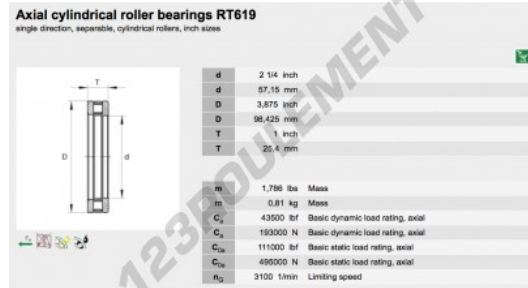 Axial cylindrical roller bearings RT619
single direction, separable, cylindrical rollers, inch sizes
T
D
d
d 2 1/4 inch
d 57,15 mm
D 3,875 inch
D 98,425 mm
T 1 inch
T 25,4 mm
m 1,786 lbs Mass
m 0,81 kg Mass
Ca 43500 lbf Basic dynamic load rating, axial
Ca 193000 N Basic dynamic load rating, axial
C0a 111000 lbf Basic static load rating, axial
C0a 495000 N Basic static load rating, axial
nG 3100 1/min Limiting speed
123ROULEMENT